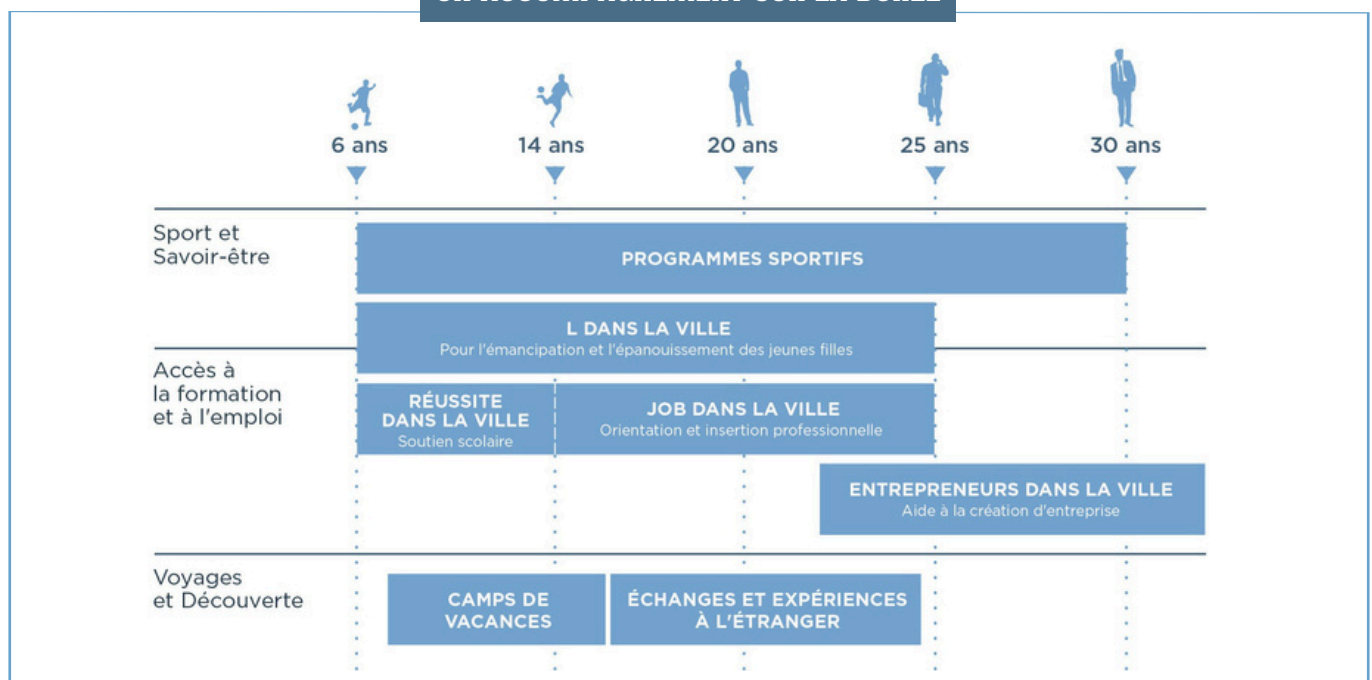 6 ans
14 ans
20 ans
25 ans
30 ans
Sport et
Savoir-être
PROGRAMMES SPORTIFS
L DANS LA VILLE
Pour l'émancipation et l'épanouissement des jeunes filles
Accès à
la formation
et à l'emploi
RÉUSSITE
DANS LA VILLE
Soutien scolaire
JOB DANS LA VILLE
Orientation et insertion professionnelle
ENTREPRENEURS DANS LA VILLE
Aide à la création d'entreprise
Voyages
et Découverte
CAMPS DE
VACANCES
ÉCHANGES ET EXPÉRIENCES
À L'ÉTRANGER